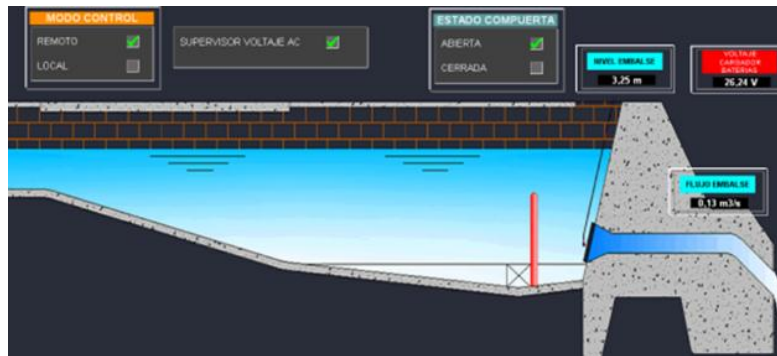 MODO CONTROL
REMOTO
LOCAL
SUPERVISOR VOLTAJE AC
ESTADO COMPUERTA
ABIERTA
CERRADA
NIVEL EMBALSE
3,25 m
VOLTAJE
CARGADOR
BATERIAS
26,24 V
FLUJO EMBALSE
0,13 m3/s